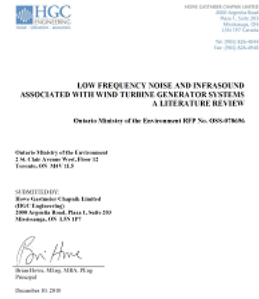 HGC
ENGINEERING
HOWE GASTMEIER CHAPNIK LIMITED
2000 Argentia Road
Plaza 1, Suite 203
Mississauga, ON
L5N 1P7 Canada
LOW FREQUENCY NOISE AND INFRASOUND
ASSOCIATED WITH WIND TURBINE GENERATOR SYSTEMS
A LITERATURE REVIEW
Ontario Ministry of the Environment RFP No. OSS-078696
Ontario Ministry of the Environment
2 St. Clair Avenue West, Floor 12
Toronto, ON M4V 1L5
SUBMITTED BY:
Howe Gastmeier Chapnik Limited
(HGC Engineering)
2000 Argentia Road, Plaza 1, Suite 203
Mississauga, ON L5N 1P7
Brian Howe, MEng, MBA, PEng
Principal
December 10, 2010